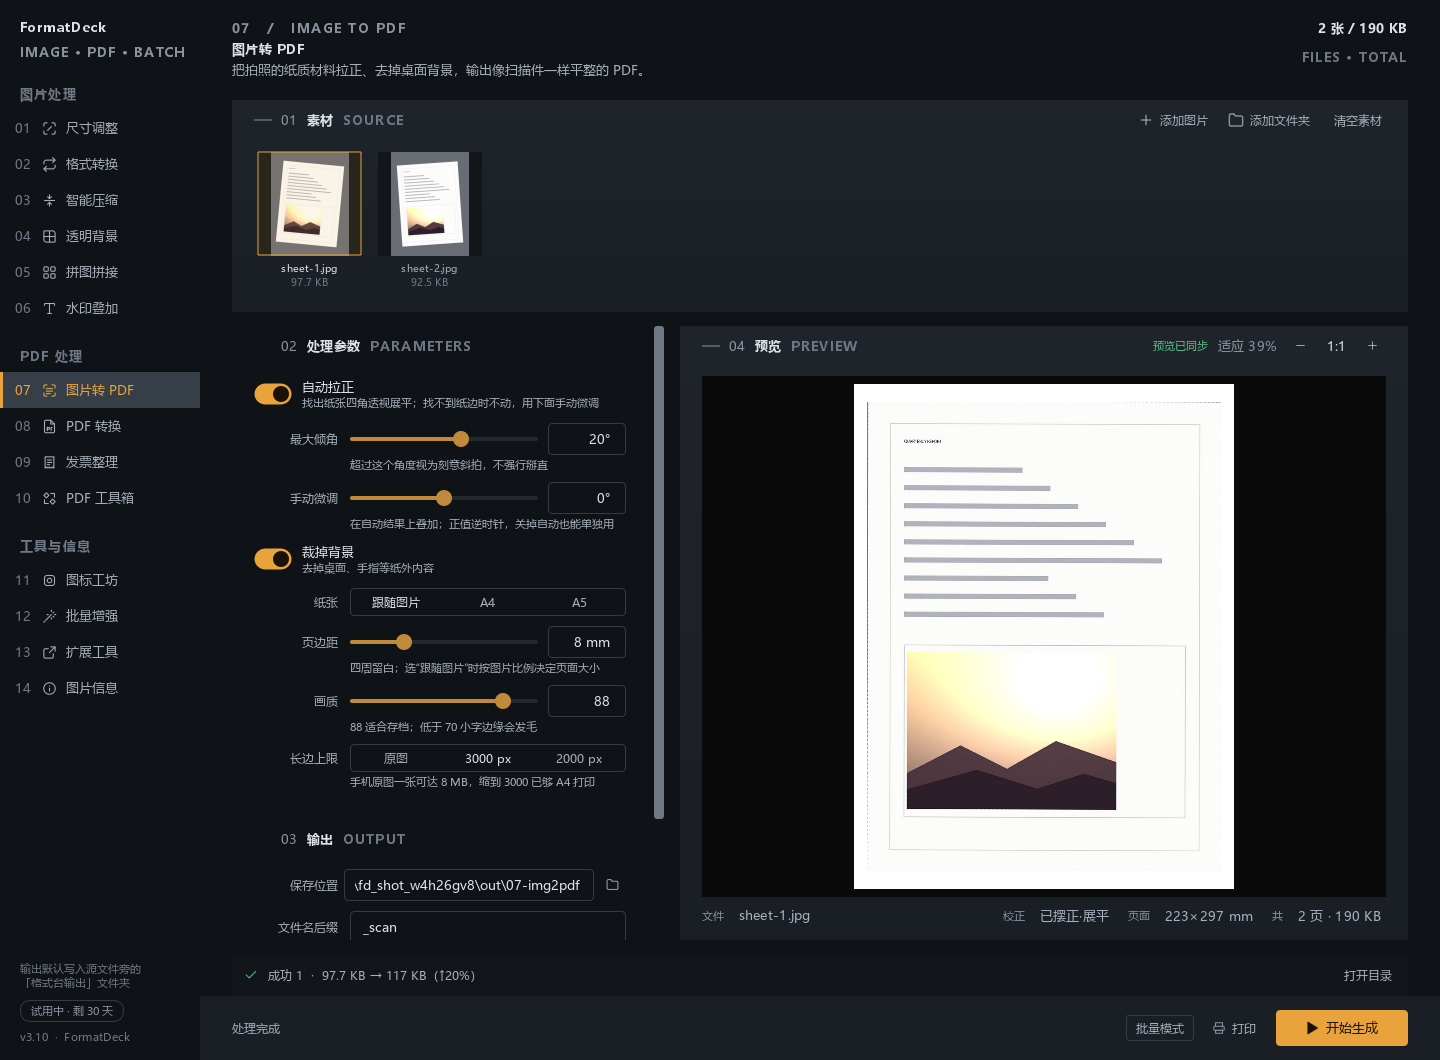 FormatDeck
IMAGE • PDF • BATCH
图片处理
01 尺寸调整
02 格式转换
03 智能压缩
04 透明背景
05 拼图拼接
06 水印叠加
PDF 处理
07 图片转 PDF
08 PDF 转换
09 发票整理
10 PDF 工具箱
工具与信息
11 图标工坊
12 批量增强
13 扩展工具
14 图片信息
输出默认写入源文件旁的
「格式台输出」文件夹
试用中 · 剩 30 天
v3.10 · FormatDeck
07 / IMAGE TO PDF
图片转 PDF
把拍照的纸质材料拉正、去掉桌面背景，输出像扫描件一样平整的 PDF。
2 张 / 190 KB
FILES • TOTAL
01 素材 SOURCE
添加图片 添加文件夹 清空素材
sheet-1.jpg
97.7 KB
sheet-2.jpg
92.5 KB
02 处理参数 PARAMETERS
自动拉正
找出纸张四角透视展平；找不到纸边时不动，用下面手动微调
最大倾角 20°
超过这个角度视为刻意斜拍，不强行掰直
手动微调 0°
在自动结果上叠加；正值逆时针，关掉自动也能单独用
裁掉背景
去掉桌面、手指等纸外内容
纸张 跟随图片 A4 A5
页边距 8 mm
四周留白；选“跟随图片”时按图片比例决定页面大小
画质 88
88 适合存档；低于 70 小字边缘会发毛
长边上限 原图 3000 px 2000 px
手机原图一张可达 8 MB，缩到 3000 已够 A4 打印
03 输出 OUTPUT
保存位置 \fd_shot_w4h26gv8\out\07-img2pdf
文件名后缀 _scan
04 预览 PREVIEW
预览已同步 适应 39% − 1:1 +
QUARTERLY REPORT
文件 sheet-1.jpg 校正 已摆正·展平 页面 223×297 mm 共 2 页 · 190 KB
成功 1 · 97.7 KB → 117 KB（↑20%）
打开目录
处理完成
批量模式 打印 开始生成